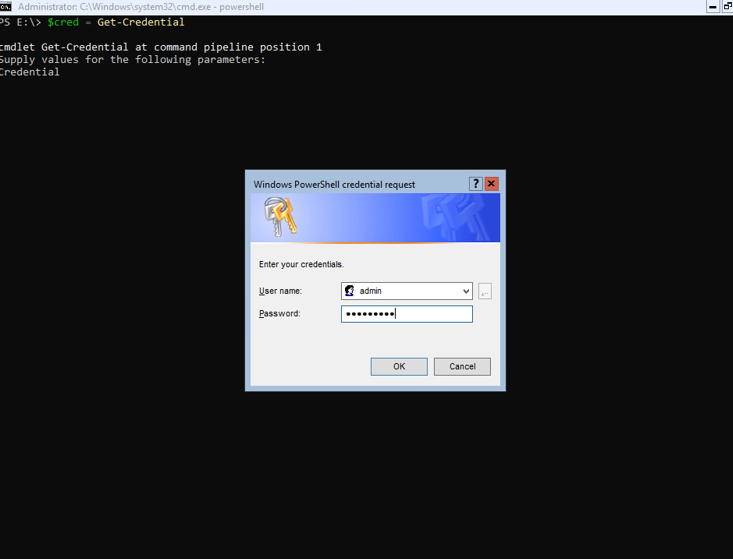 Administrator: C:\Windows\system32\cmd.exe - powershell
PS E:\> $cred = Get-Credential
cmdlet Get-Credential at command pipeline position 1
Supply values for the following parameters:
Credential
Windows PowerShell credential request
?
Enter your credentials.
User name: admin
...
Password: •••••••••
OK Cancel